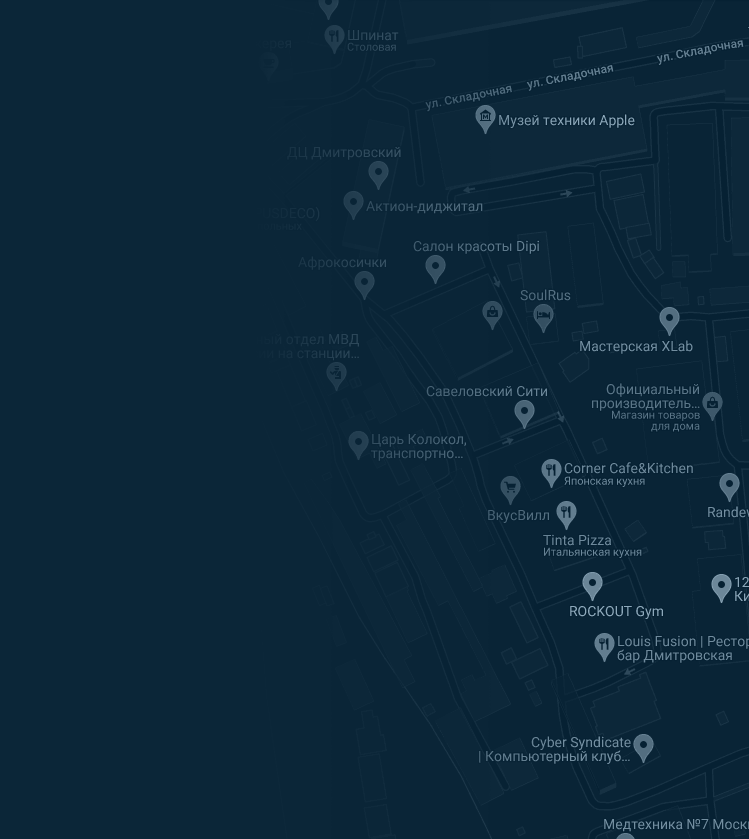 Шпинат
Столовая
ул. Складочная
ул. Складочная
ул. Складочная
Музей техники Apple
ДЦ Дмитровский
Актион-диджитал
Салон красоты Dipi
Афрокосички
SoulRus
отдел МВД
на станции...
Мастерская XLab
Савеловский Сити
Официальный
производитель...
Магазин товаров
для дома
Царь Колокол,
транспортно...
Corner Cafe&Kitchen
Японская кухня
ВкусВилл
Tinta Pizza
Итальянская кухня
ROCKOUT Gym
12
Ки
Louis Fusion | Рестор
бар Дмитровская
Cyber Syndicate
| Компьютерный клуб...
Медтехника №7 Моск